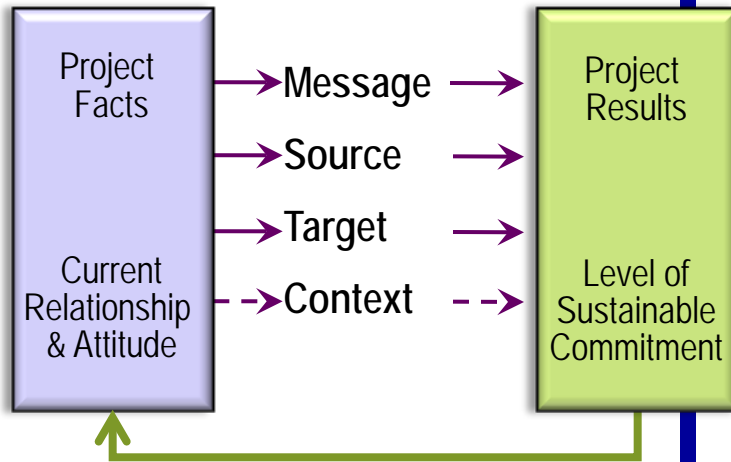 Project
Facts
Current
Relationship
& Attitude
Message
Source
Target
Context
Project
Results
Level of
Sustainable
Commitment